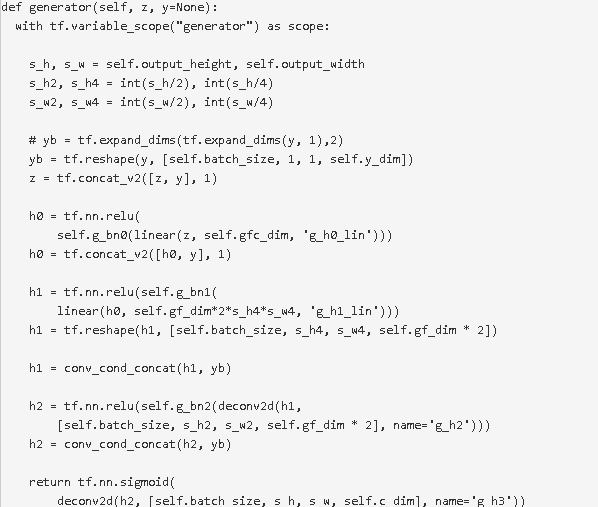 def generator(self, z, y=None):
  with tf.variable_scope("generator") as scope:

    s_h, s_w = self.output_height, self.output_width
    s_h2, s_h4 = int(s_h/2), int(s_h/4)
    s_w2, s_w4 = int(s_w/2), int(s_w/4)

    # yb = tf.expand_dims(tf.expand_dims(y, 1),2)
    yb = tf.reshape(y, [self.batch_size, 1, 1, self.y_dim])
    z = tf.concat_v2([z, y], 1)

    h0 = tf.nn.relu(
        self.g_bn0(linear(z, self.gfc_dim, 'g_h0_lin')))
    h0 = tf.concat_v2([h0, y], 1)

    h1 = tf.nn.relu(self.g_bn1(
        linear(h0, self.gf_dim*2*s_h4*s_w4, 'g_h1_lin')))
    h1 = tf.reshape(h1, [self.batch_size, s_h4, s_w4, self.gf_dim * 2])

    h1 = conv_cond_concat(h1, yb)

    h2 = tf.nn.relu(self.g_bn2(deconv2d(h1,
        [self.batch_size, s_h2, s_w2, self.gf_dim * 2], name='g_h2')))
    h2 = conv_cond_concat(h2, yb)

    return tf.nn.sigmoid(
        deconv2d(h2, [self.batch_size, s_h, s_w, self.c_dim], name='g_h3'))